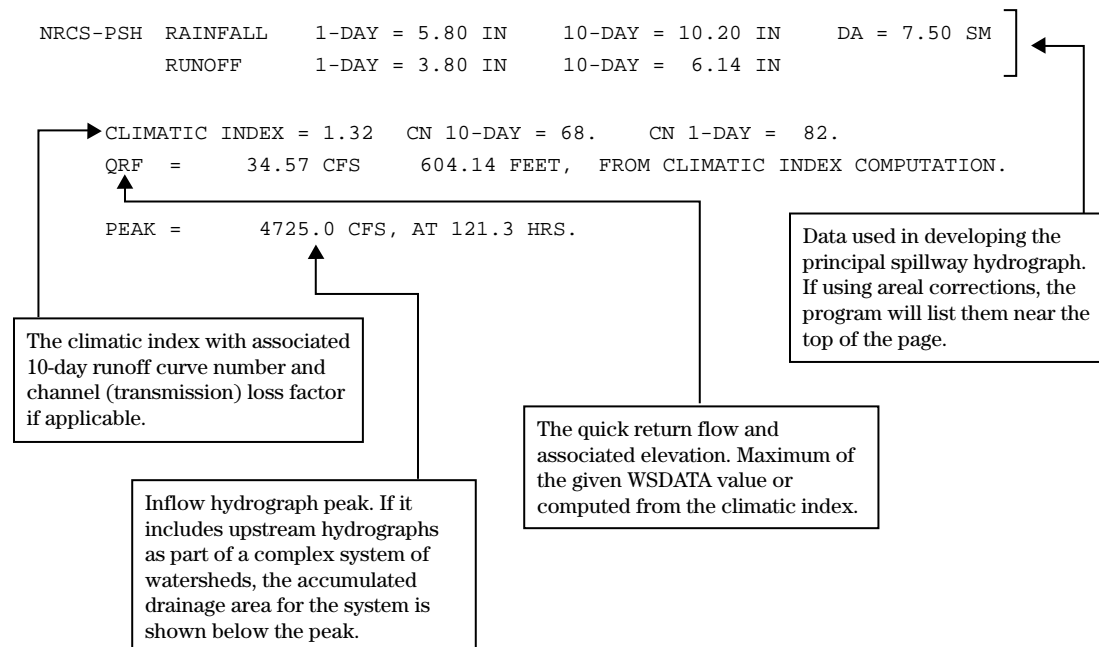 NRCS-PSH RAINFALL 1-DAY = 5.80 IN 10-DAY = 10.20 IN DA = 7.50 SM
RUNOFF 1-DAY = 3.80 IN 10-DAY = 6.14 IN
CLIMATIC INDEX = 1.32 CN 10-DAY = 68. CN 1-DAY = 82.
QRF = 34.57 CFS 604.14 FEET, FROM CLIMATIC INDEX COMPUTATION.
PEAK = 4725.0 CFS, AT 121.3 HRS.
Data used in developing the
principal spillway hydrograph.
If using areal corrections, the
program will list them near the
top of the page.
The climatic index with associated
10-day runoff curve number and
channel (transmission) loss factor
if applicable.
The quick return flow and
associated elevation. Maximum of
the given WSDATA value or
computed from the climatic index.
Inflow hydrograph peak. If it
includes upstream hydrographs
as part of a complex system of
watersheds, the accumulated
drainage area for the system is
shown below the peak.